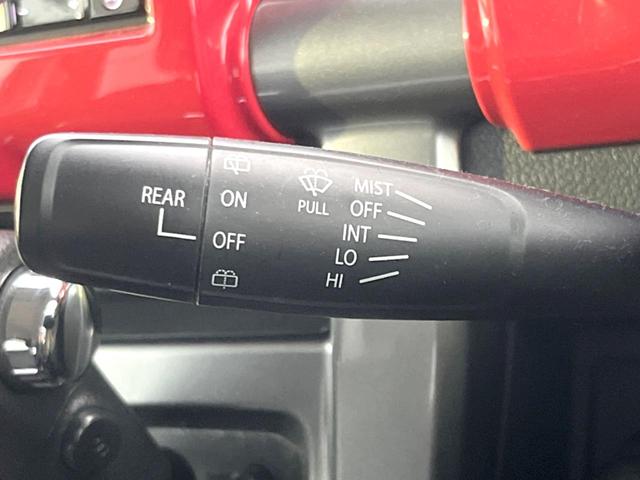 REAR
ON
OFF
PULL
MIST
OFF
INT
LO
HI